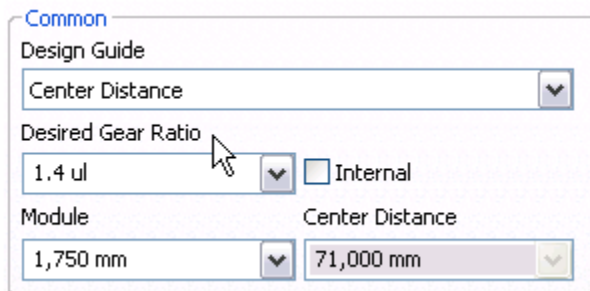 Common
Design Guide
Center Distance
Desired Gear Ratio
1.4 ul
Internal
Module
Center Distance
1,750 mm
71,000 mm